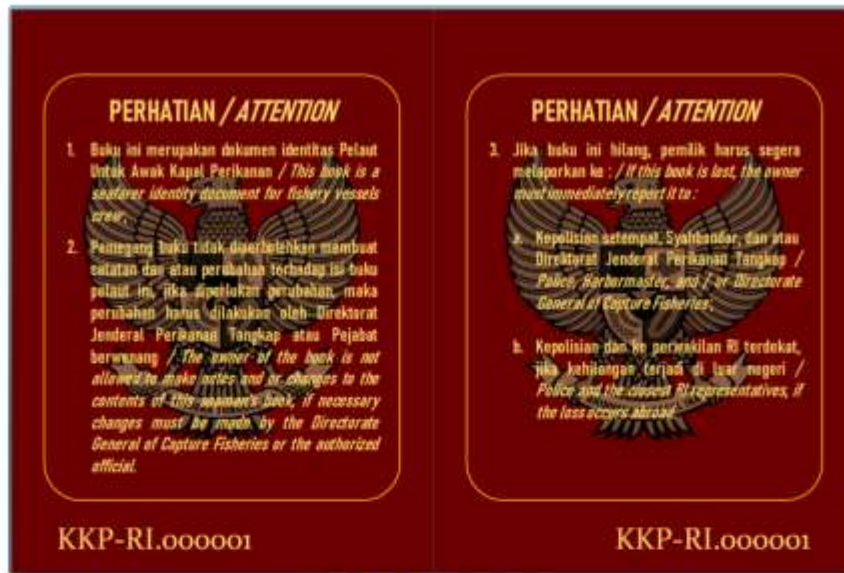 PERHATIAN / ATTENTION
1. Buku ini merupakan dokumen identitas Pelaut
Untuk Awak Kapal Perikanan / This book is a
seafarer identity document for fishery vessels
crew;
2. Pemegang buku tidak diperbolehkan membuat
catatan dan atau perubahan terhadap isi buku
pelaut ini, jika diperlukan perubahan, maka
perubahan harus dilakukan oleh Direktorat
Jenderal Perikanan Tangkap atau Pejabat
berwenang / The owner of the book is not
allowed to make notes and or changes to the
contents of this seaman's book, if necessary
changes must be made by the Directorate
General of Capture Fisheries or the authorized
official.
KKP-RI.000001
PERHATIAN / ATTENTION
3. Jika buku ini hilang, pemilik harus segera
melaporkan ke : / If this book is lost, the owner
must immediately report it to :
a. Kepolisian setempat, Syahbandar, dan atau
Direktorat Jenderal Perikanan Tangkap /
Police, Harbormaster, and / or Directorate
General of Capture Fisheries;
b. Kepolisian dan ke perwakilan RI terdekat,
jika kehilangan terjadi di luar negeri /
Police and the closest RI representatives, if
the loss occurs abroad.
KKP-RI.000001